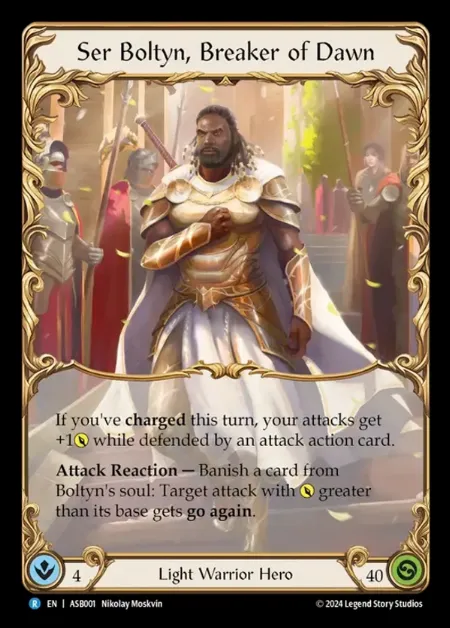 Ser Boltyn, Breaker of Dawn
If you've charged this turn, your attacks get
+1 while defended by an attack action card.
Attack Reaction — Banish a card from
Boltyn's soul: Target attack with greater
than its base gets go again.
4 Light Warrior Hero 40
R EN | ASB001 Nikolay Moskvin © 2024 Legend Story Studios